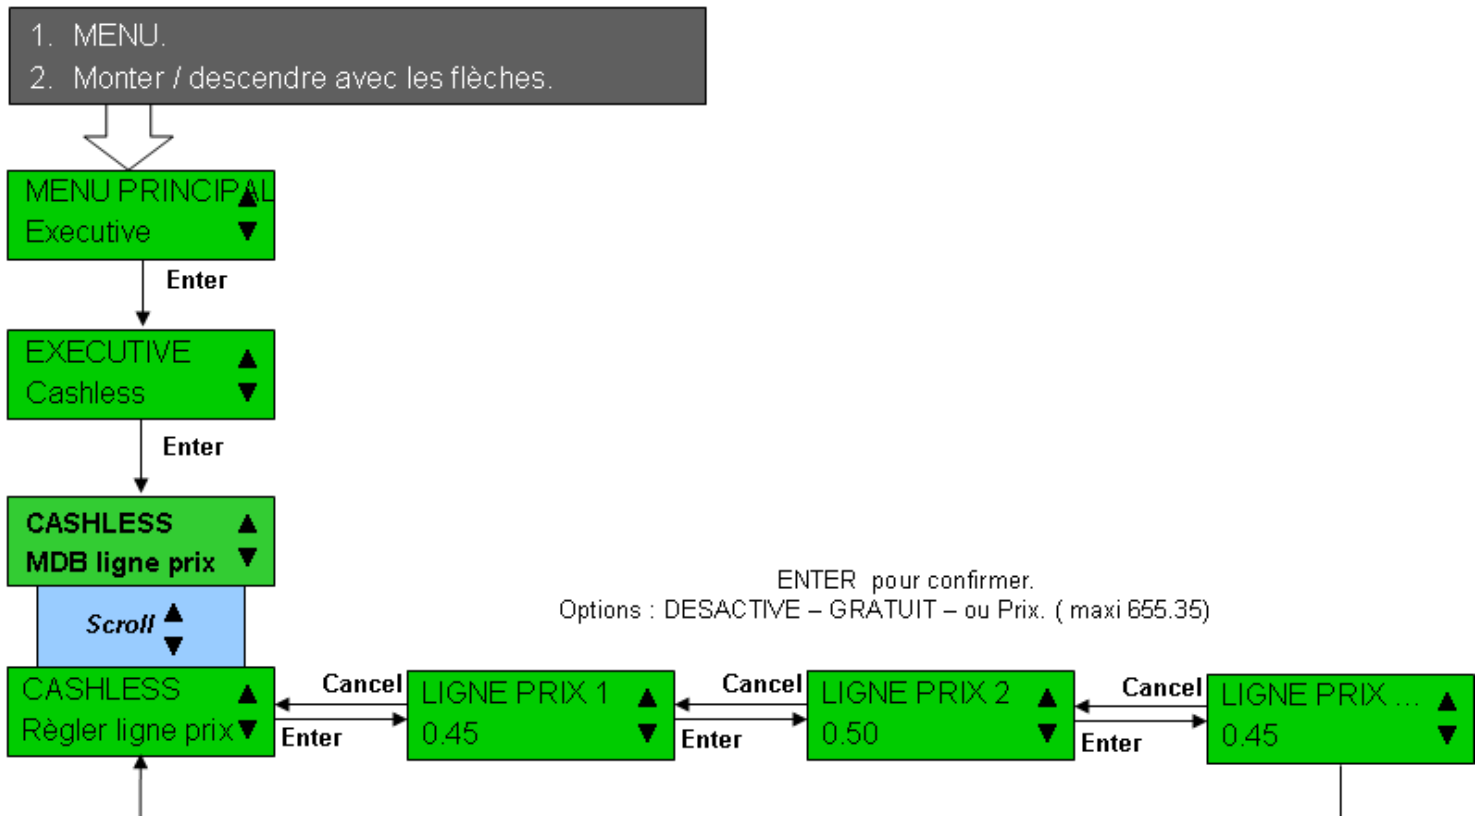 1. MENU.
2. Monter / descendre avec les flèches.
MENU PRINCIPAL
Executive
Enter
EXECUTIVE
Cashless
Enter
CASHLESS
MDB ligne prix
Scroll
ENTER pour confirmer.
Options : DESACTIVE – GRATUIT – ou Prix. ( maxi 655.35)
CASHLESS
Règler ligne prix
Cancel
Enter
LIGNE PRIX 1
0.45
Cancel
Enter
LIGNE PRIX 2
0.50
Cancel
Enter
LIGNE PRIX ...
0.45